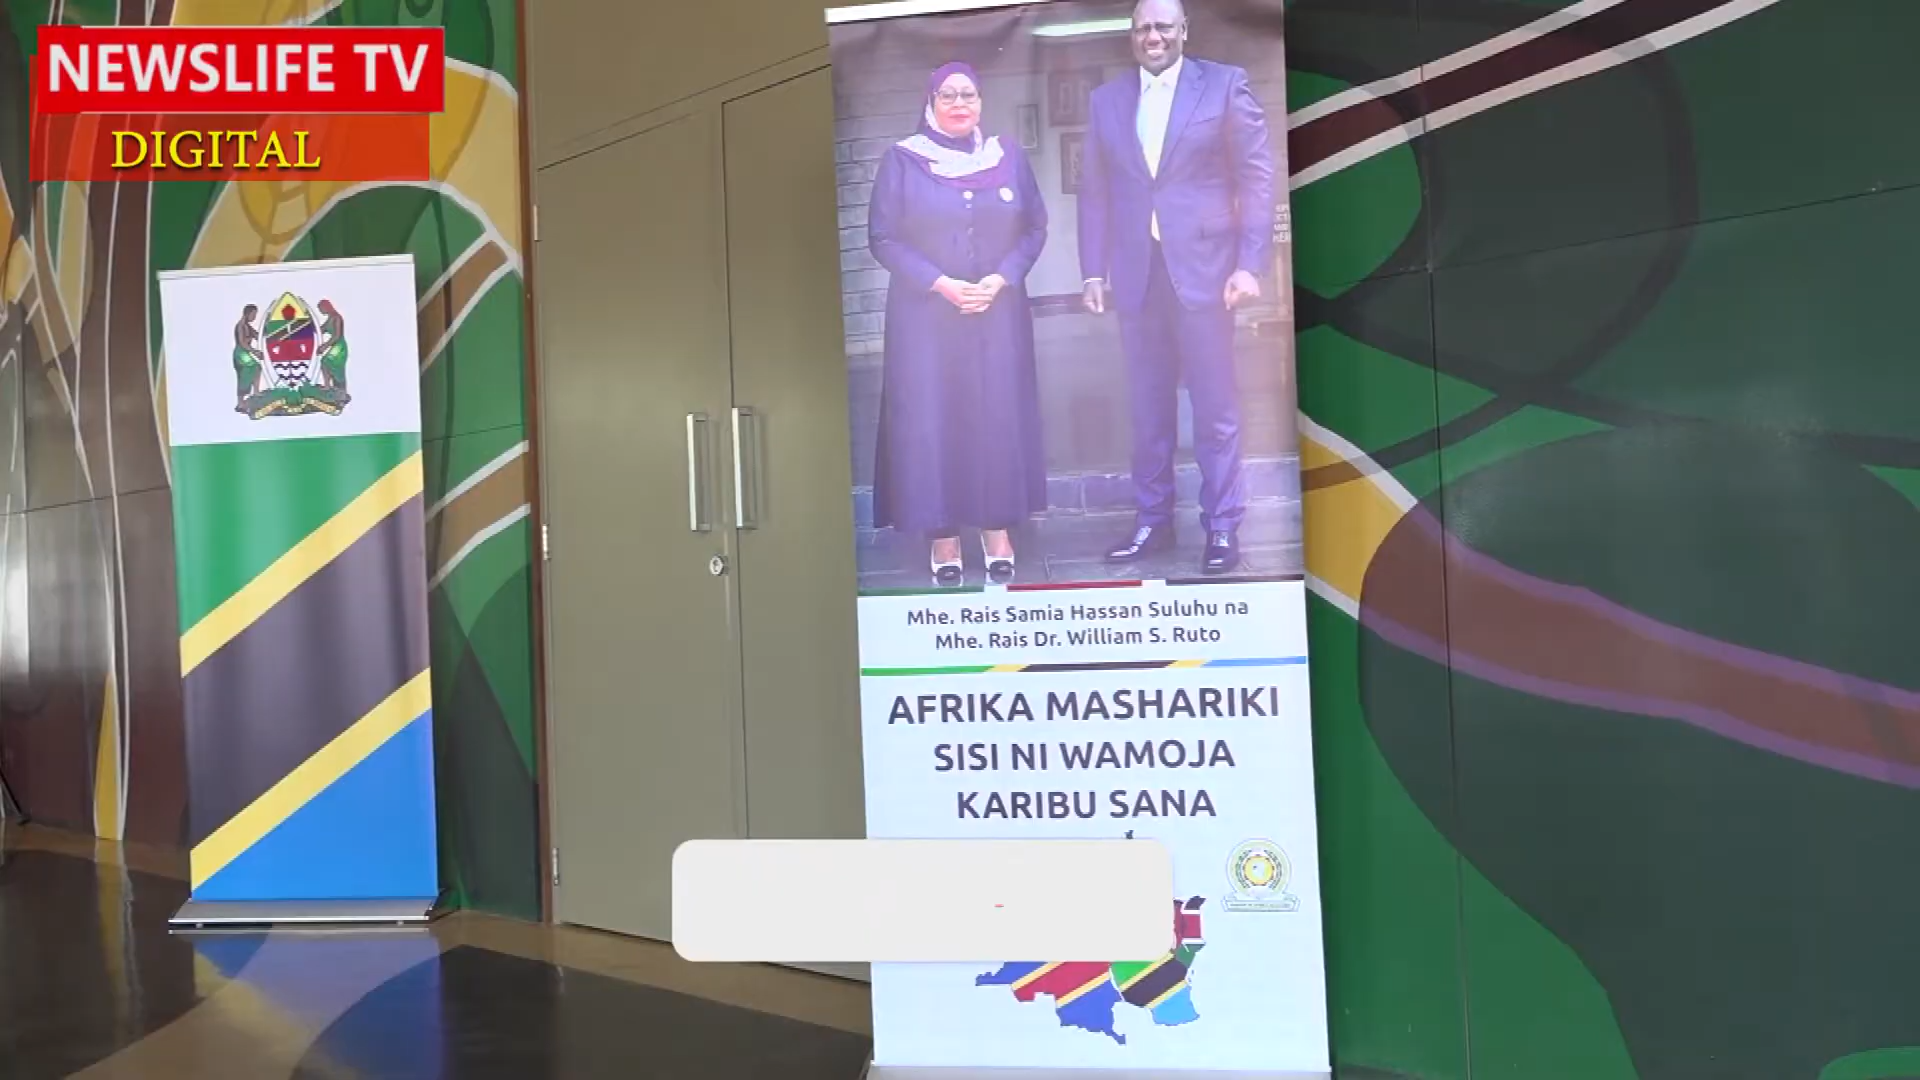 NEWSLIFE TV
DIGITAL
Mhe. Rais Samia Hassan Suluhu na
Mhe. Rais Dr. William S. Ruto
AFRIKA MASHARIKI
SISI NI WAMOJA
KARIBU SANA